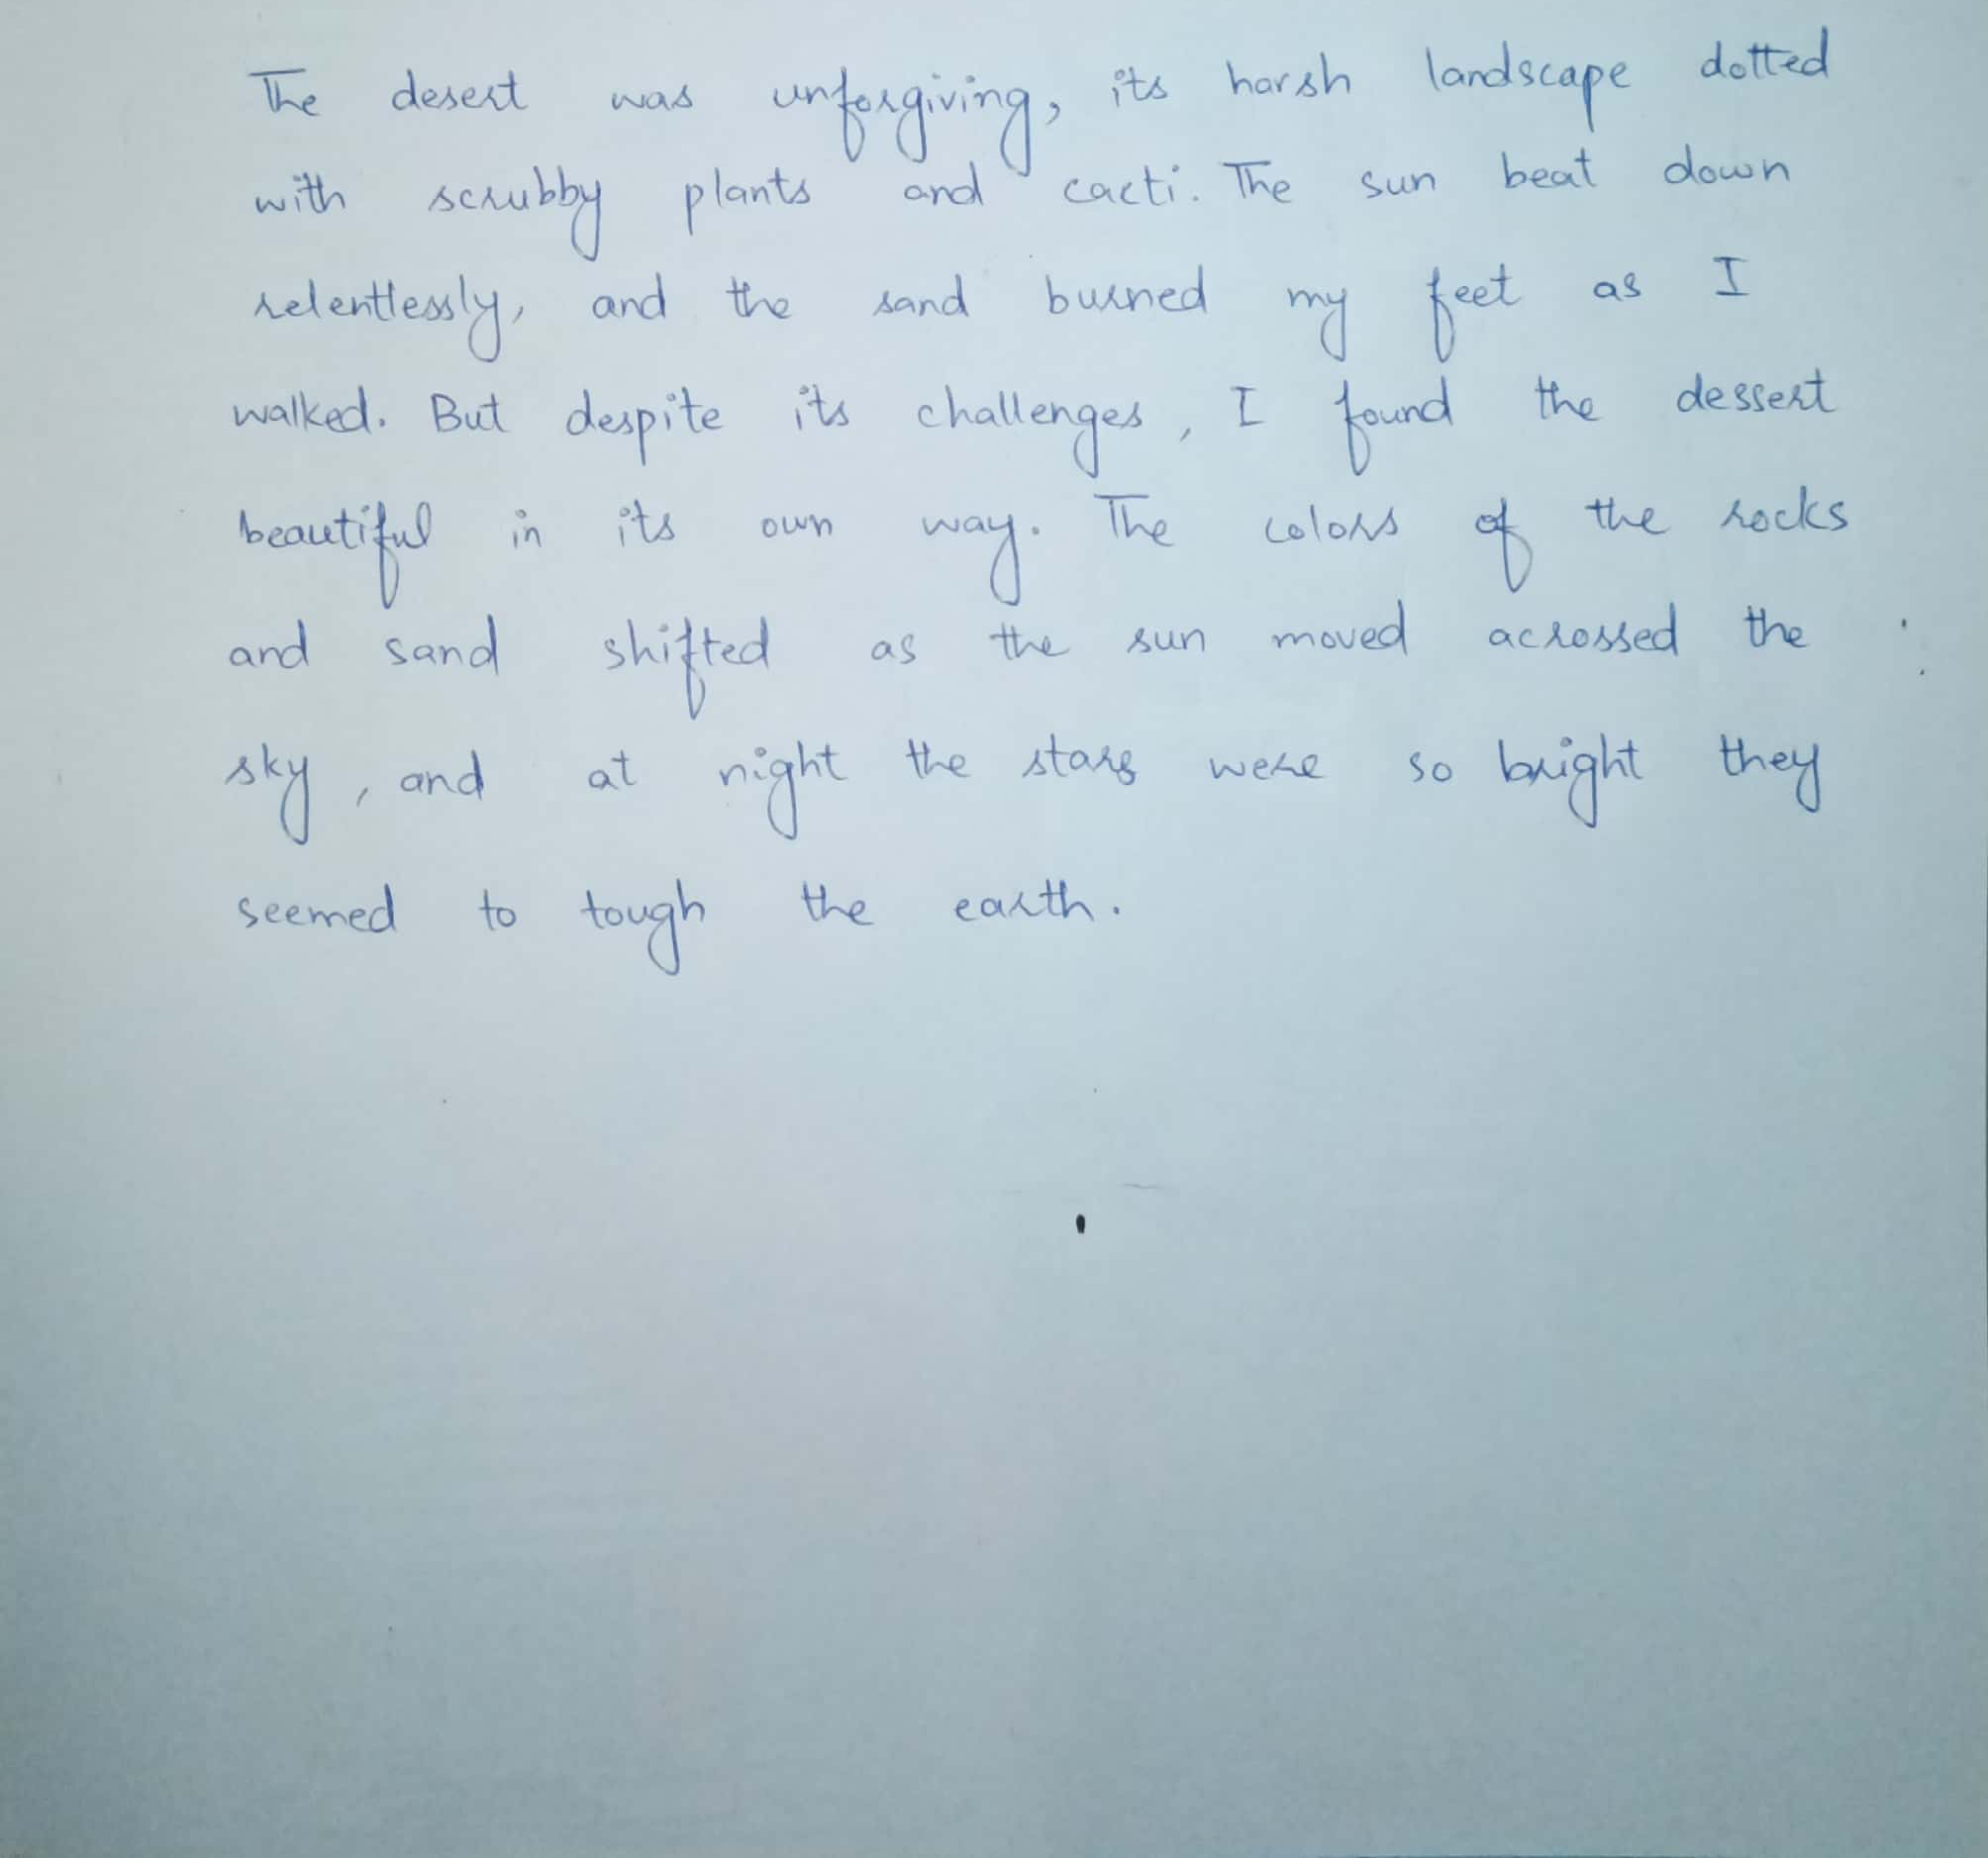 The desert was unforgiving, its harsh landscape dotted
with scrubby plants and cacti. The sun beat down
relentlessly, and the sand burned my feet as I
walked. But despite its challenges, I found the dessert
beautiful in its own way. The colors of the rocks
and sand shifted as the sun moved acrossed the
sky, and at night the stars were so bright they
seemed to tough the earth.